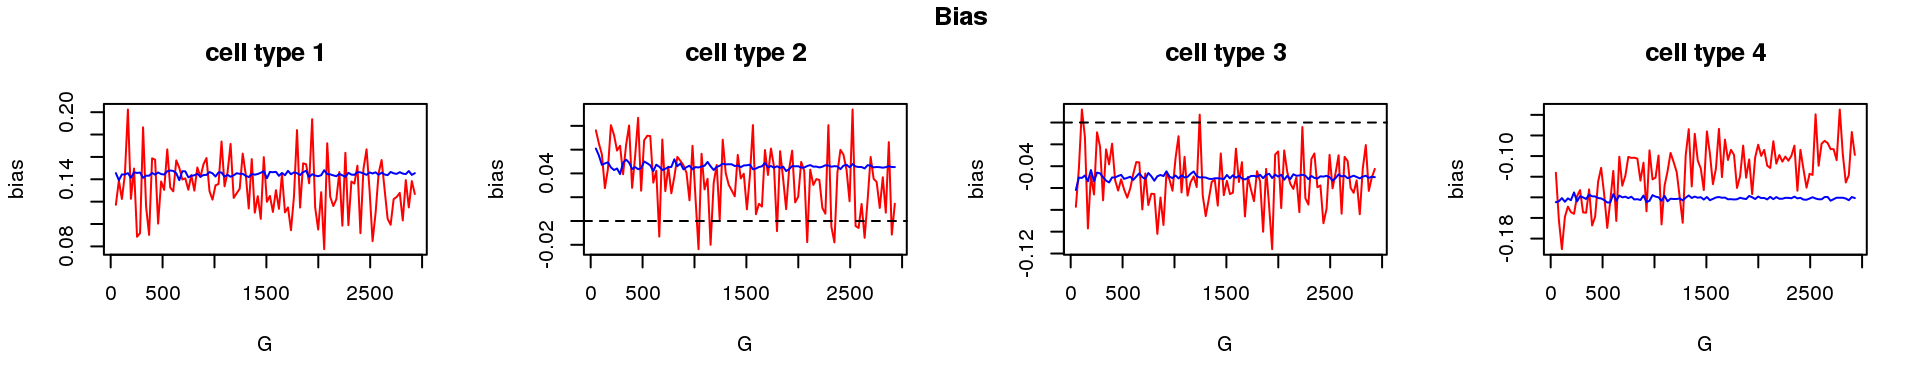 Bias
cell type 1
cell type 2
cell type 3
cell type 4
bias
0.08
0.14
0.20
0 500 1500 2500
G
bias
-0.02
0.04
0 500 1500 2500
G
bias
-0.12
-0.04
0 500 1500 2500
G
bias
-0.18
-0.10
0 500 1500 2500
G